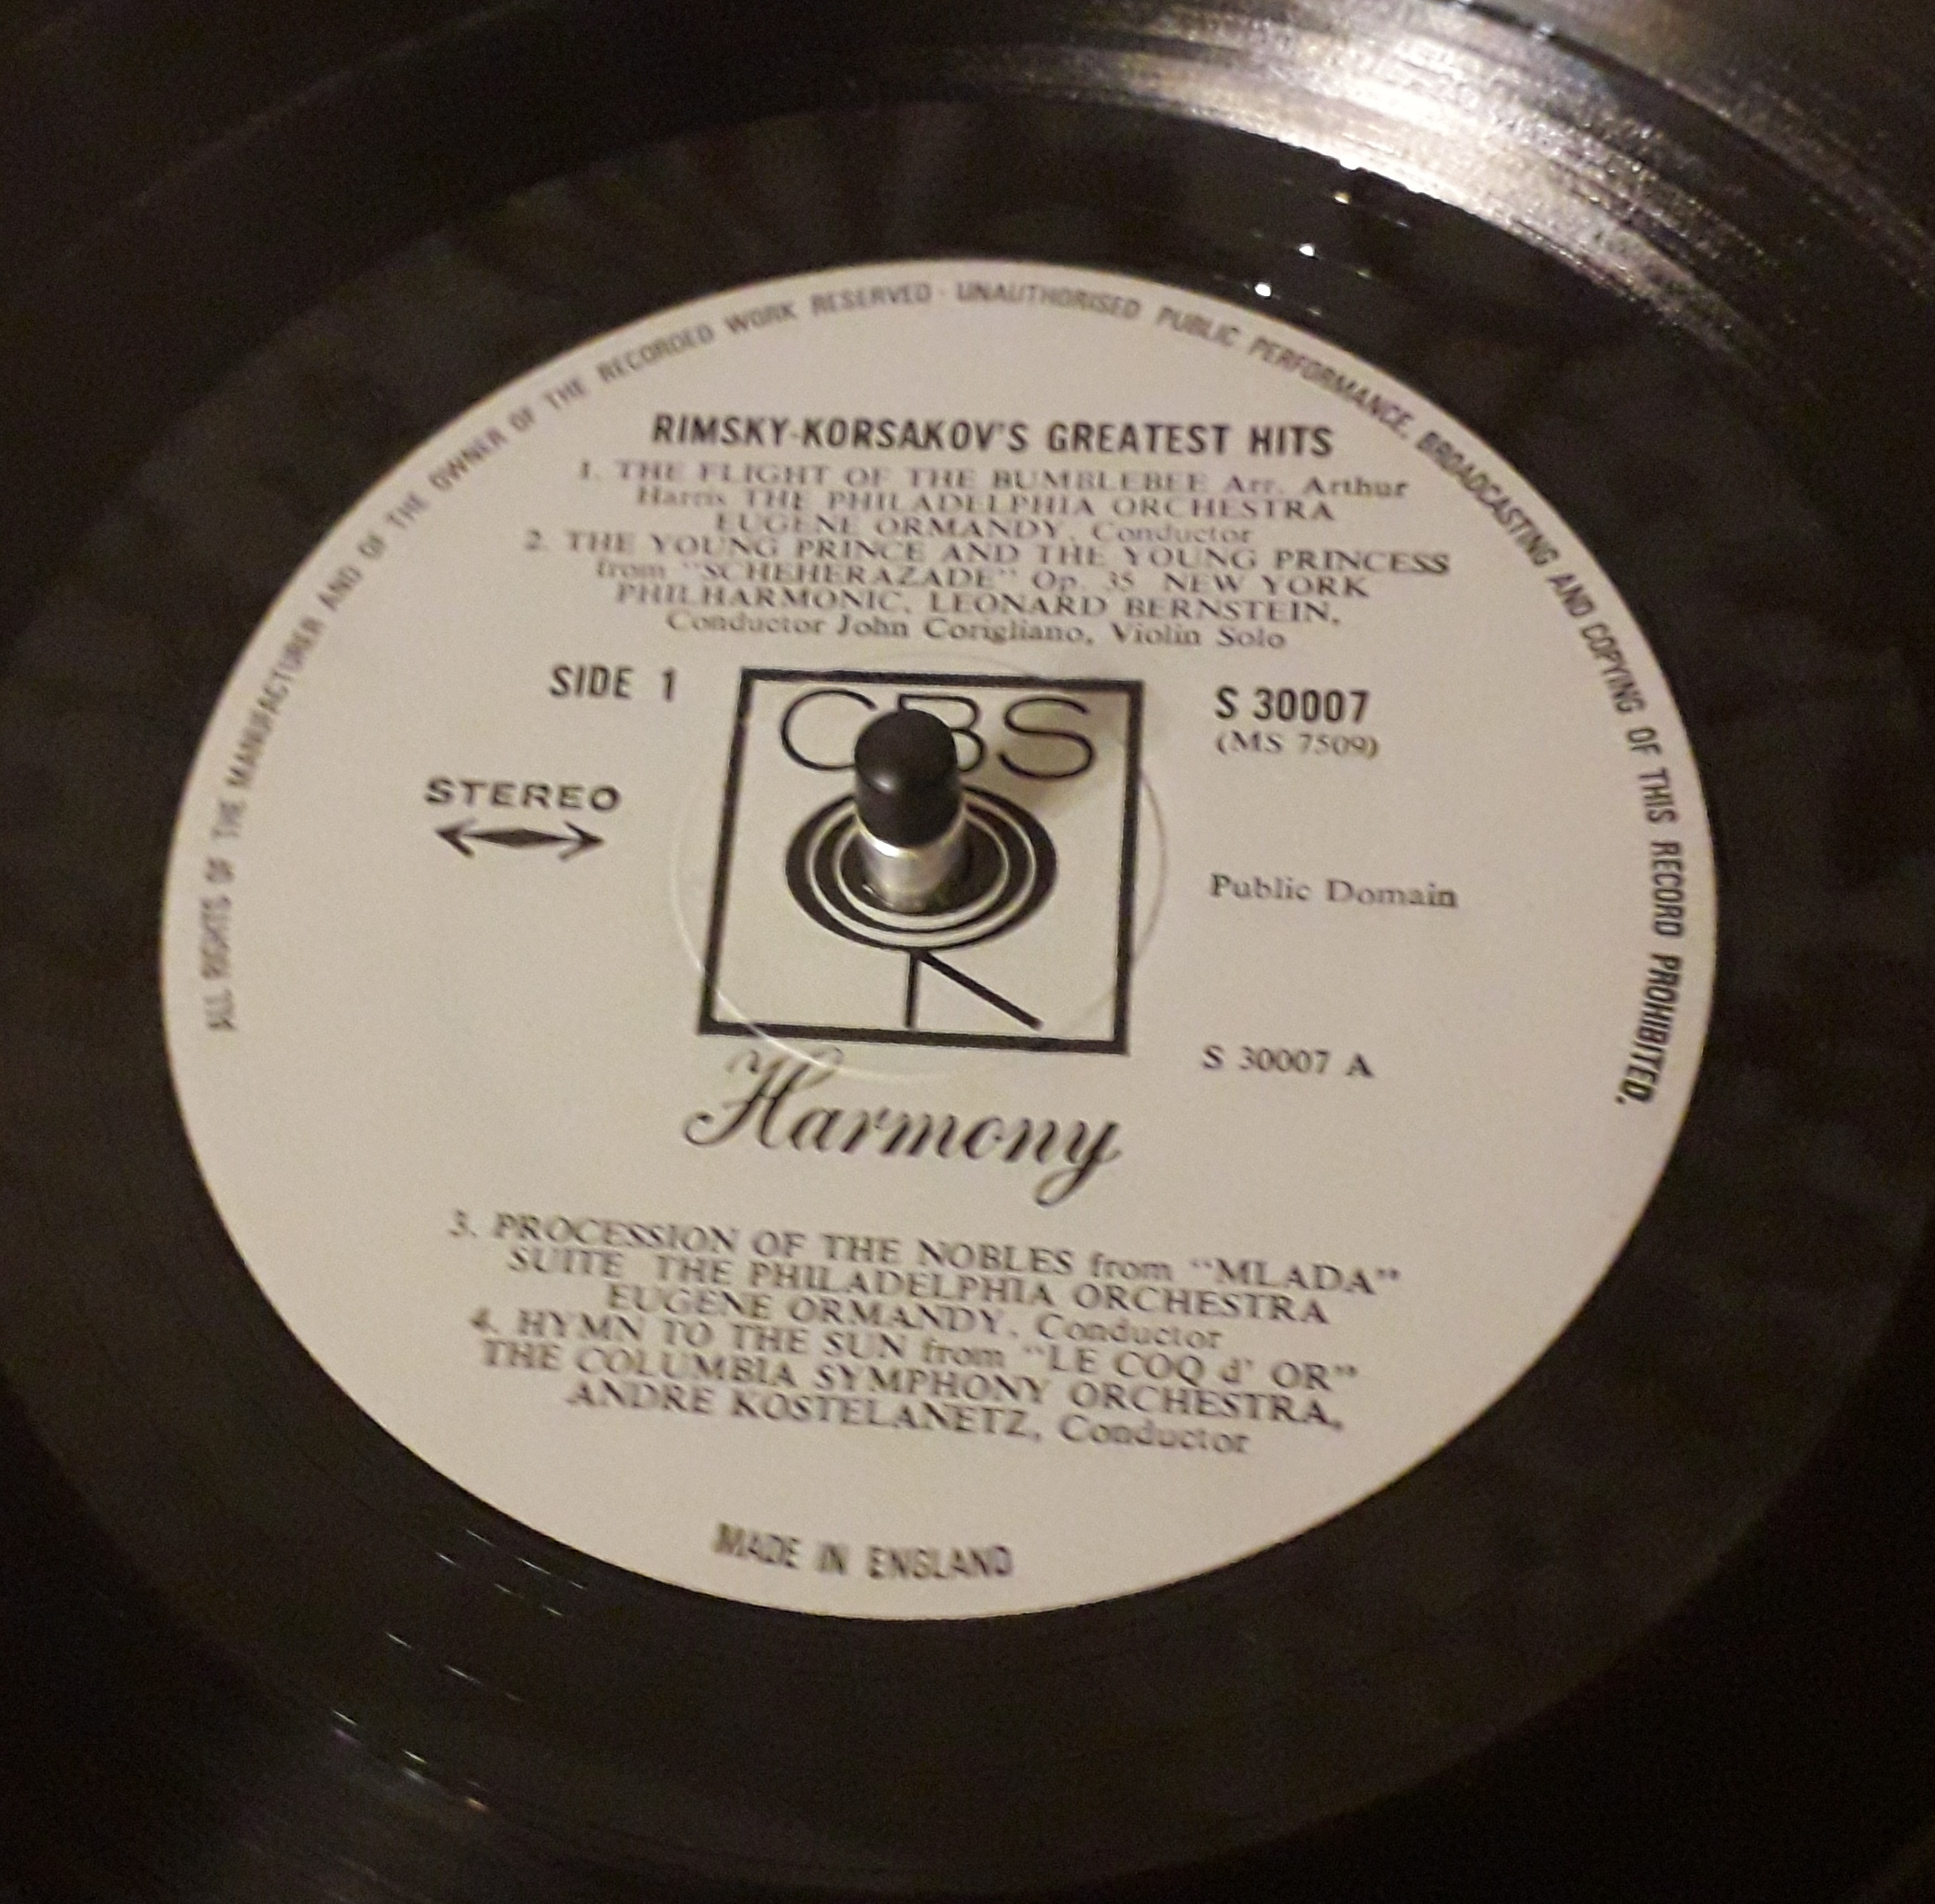 ALL RIGHTS OF THE MANUFACTURER AND OF THE OWNER OF THE RECORDED WORK RESERVED · UNAUTHORISED PUBLIC PERFORMANCE, BROADCASTING AND COPYING OF THIS RECORD PROHIBITED.
RIMSKY-KORSAKOV'S GREATEST HITS
1. THE FLIGHT OF THE BUMBLEBEE Arr. Arthur
Harris THE PHILADELPHIA ORCHESTRA
EUGENE ORMANDY, Conductor
2. THE YOUNG PRINCE AND THE YOUNG PRINCESS
from "SCHEHERAZADE" Op. 35 NEW YORK
PHILHARMONIC, LEONARD BERNSTEIN,
Conductor John Corigliano, Violin Solo
SIDE 1
CBS
S 30007
(MS 7509)
STEREO
Public Domain
S 30007 A
Harmony
3. PROCESSION OF THE NOBLES from "MLADA"
SUITE THE PHILADELPHIA ORCHESTRA
EUGENE ORMANDY, Conductor
4. HYMN TO THE SUN from "LE COQ d' OR"
THE COLUMBIA SYMPHONY ORCHESTRA,
ANDRE KOSTELANETZ, Conductor
MADE IN ENGLAND